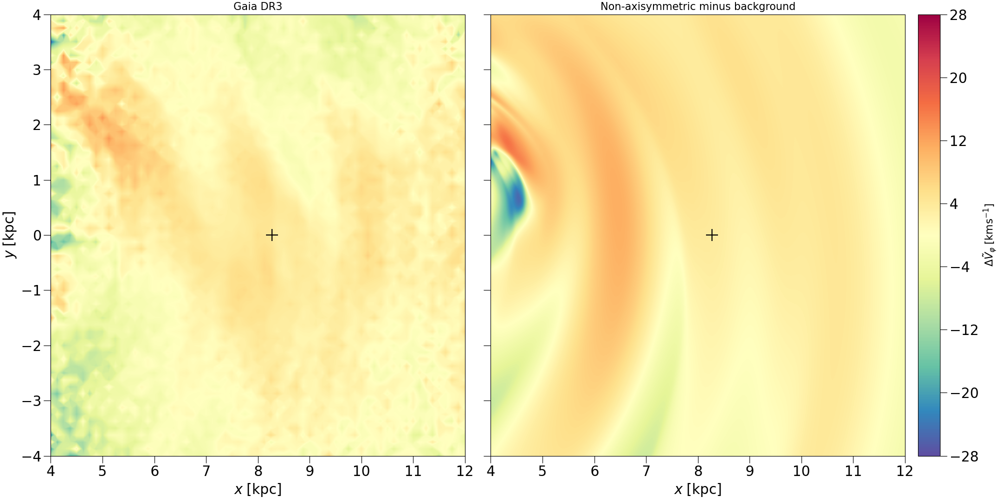 Gaia DR3
Non-axisymmetric minus background
4
3
2
1
0
−1
−2
−3
−4
y [kpc]
4 5 6 7 8 9 10 11 12
x [kpc]
4 5 6 7 8 9 10 11 12
x [kpc]
28
20
12
4
−4
−12
−20
−28
ΔṼφ [km s⁻¹]